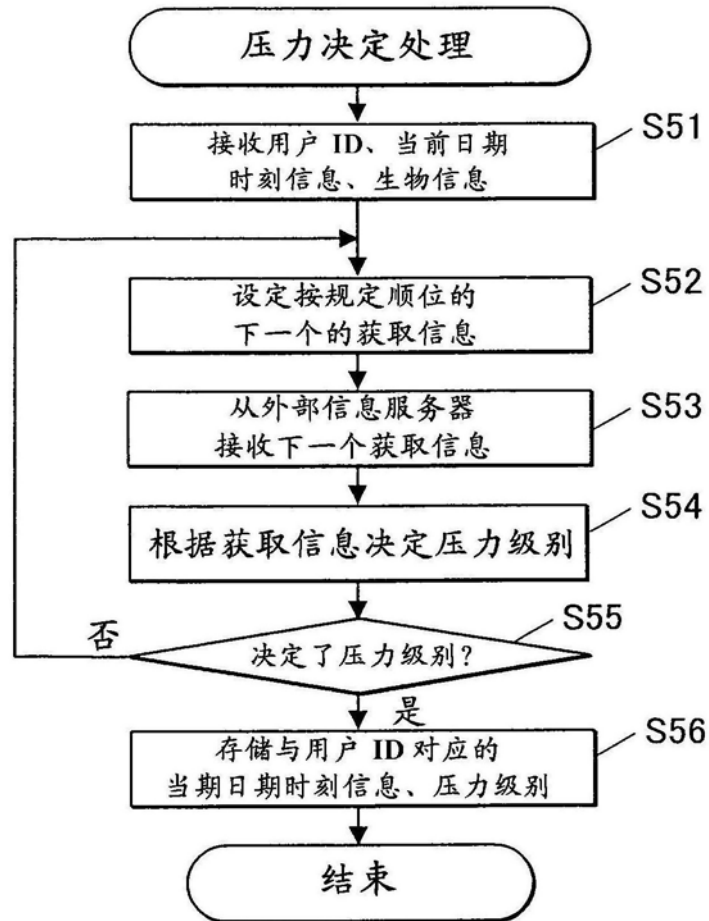 压力决定处理
接收用户 ID、当前日期
时刻信息、生物信息
S51
设定按规定顺位的
下一个的获取信息
S52
从外部信息服务器
接收下一个获取信息
S53
根据获取信息决定压力级别
S54
决定了压力级别?
S55
否
是
存储与用户 ID 对应的
当期日期时刻信息、压力级别
S56
结束